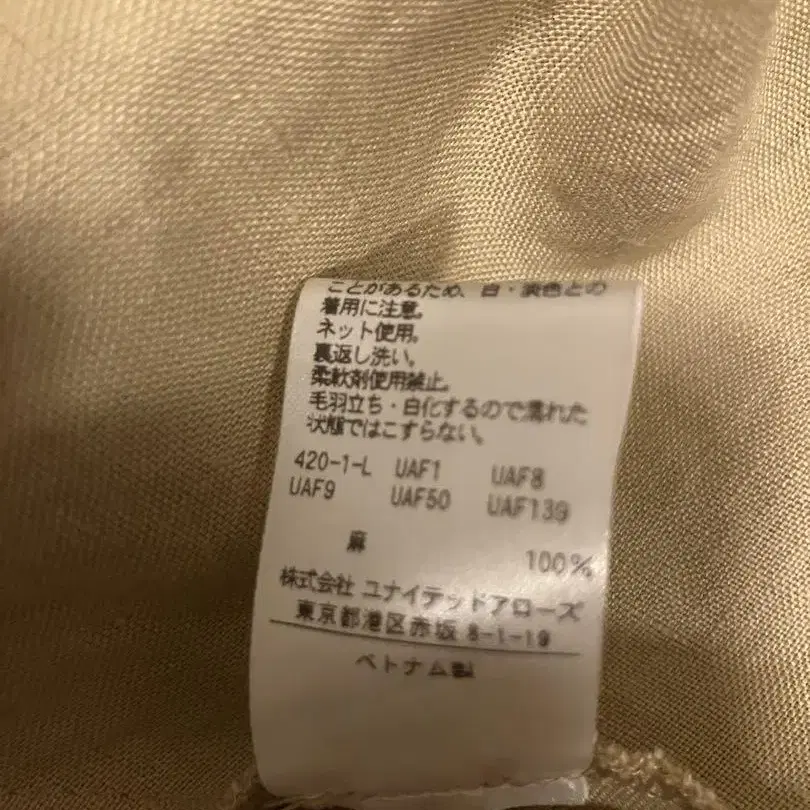 ことがあるため、白・淡色との
着用に注意。
ネット使用。
裏返し洗い。
柔軟剤使用禁止。
毛羽立ち・白化するので濡れた
状態ではこすらない。
420-1-L UAF1 UAF8
UAF9 UAF50 UAF139
麻 100%
株式会社 ユナイテッドアローズ
東京都港区赤坂 8-1-19
ベトナム製